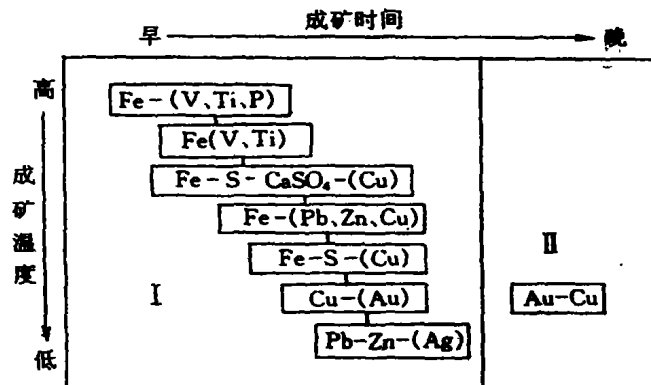 成矿时间
早 晚
高
成矿温度
低
Fe-(V、Ti、P)
Fe(V、Ti)
Fe-S-CaSO₄-(Cu)
Fe-(Pb、Zn、Cu)
Fe-S-(Cu)
Cu-(Au)
Pb-Zn-(Ag)
I
II
Au-Cu